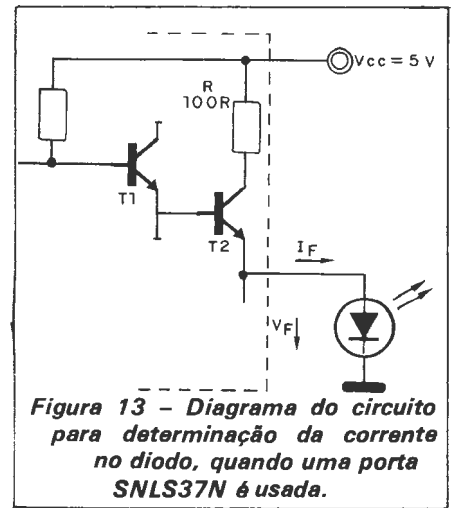 Vcc = 5 V
R
100R
T1
T2
IF
VF
Figura 13 – Diagrama do circuito
para determinação da corrente
no diodo, quando uma porta
SNLS37N é usada.